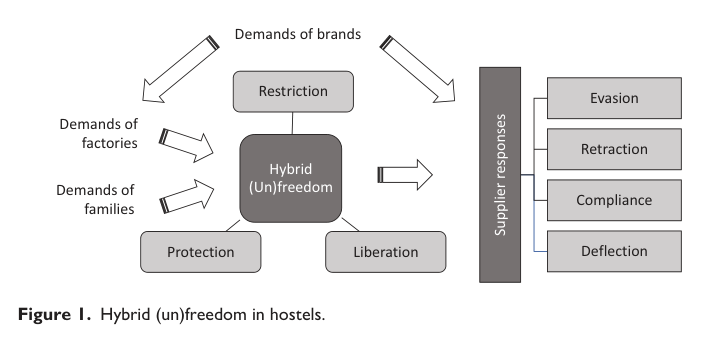 Demands of brands
Restriction
Demands of
factories
Hybrid
(Un)freedom
Demands of
families
Protection
Liberation
Supplier responses
Evasion
Retraction
Compliance
Deflection
Figure 1. Hybrid (un)freedom in hostels.